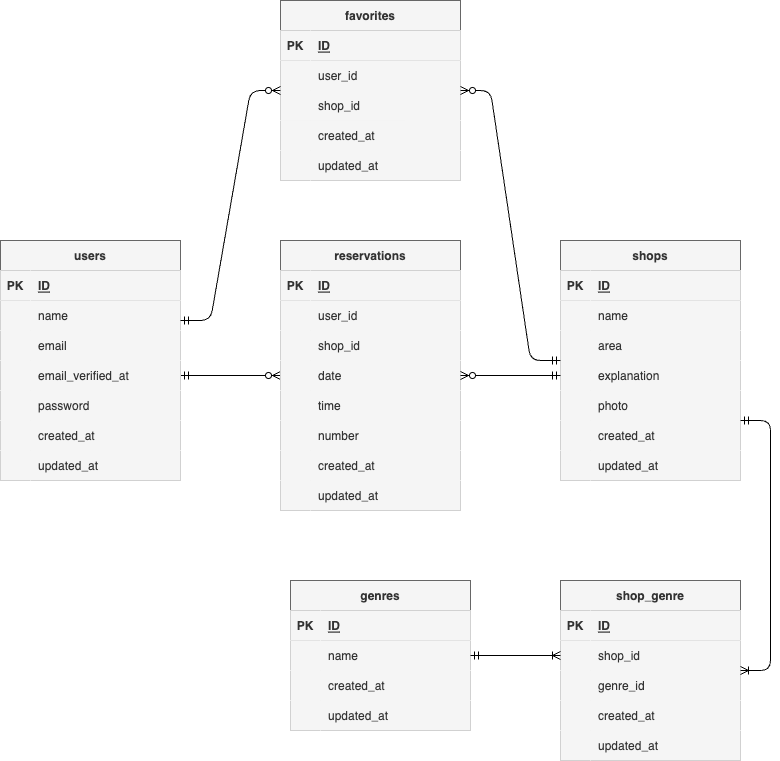 favorites
PK ID
user_id
shop_id
created_at
updated_at
users
PK ID
name
email
email_verified_at
password
created_at
updated_at
reservations
PK ID
user_id
shop_id
date
time
number
created_at
updated_at
shops
PK ID
name
area
explanation
photo
created_at
updated_at
genres
PK ID
name
created_at
updated_at
shop_genre
PK ID
shop_id
genre_id
created_at
updated_at